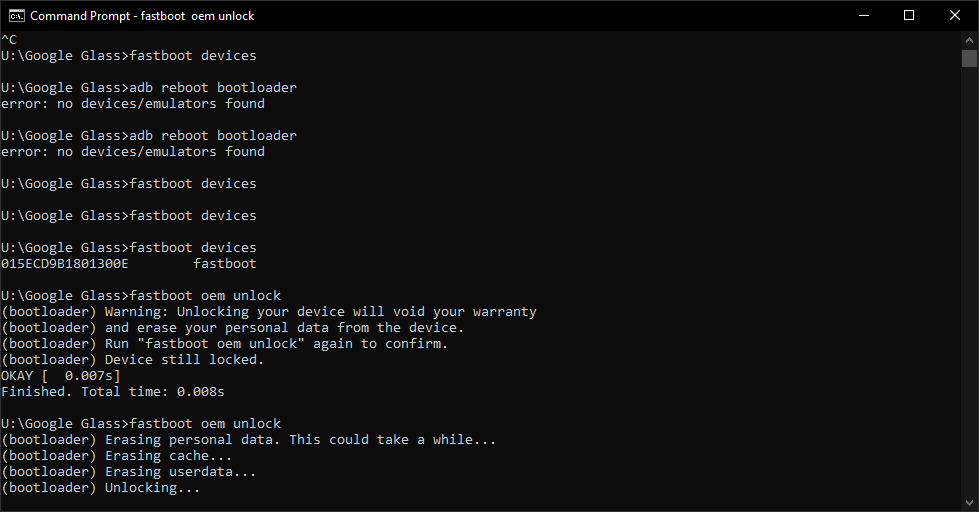 Command Prompt - fastboot  oem unlock
^C
U:\Google Glass>fastboot devices
U:\Google Glass>adb reboot bootloader
error: no devices/emulators found
U:\Google Glass>adb reboot bootloader
error: no devices/emulators found
U:\Google Glass>fastboot devices
U:\Google Glass>fastboot devices
U:\Google Glass>fastboot devices
015ECD9B1801300E        fastboot
U:\Google Glass>fastboot oem unlock
(bootloader) Warning: Unlocking your device will void your warranty
(bootloader) and erase your personal data from the device.
(bootloader) Run "fastboot oem unlock" again to confirm.
(bootloader) Device still locked.
OKAY [  0.007s]
Finished. Total time: 0.008s
U:\Google Glass>fastboot oem unlock
(bootloader) Erasing personal data. This could take a while...
(bootloader) Erasing cache...
(bootloader) Erasing userdata...
(bootloader) Unlocking...